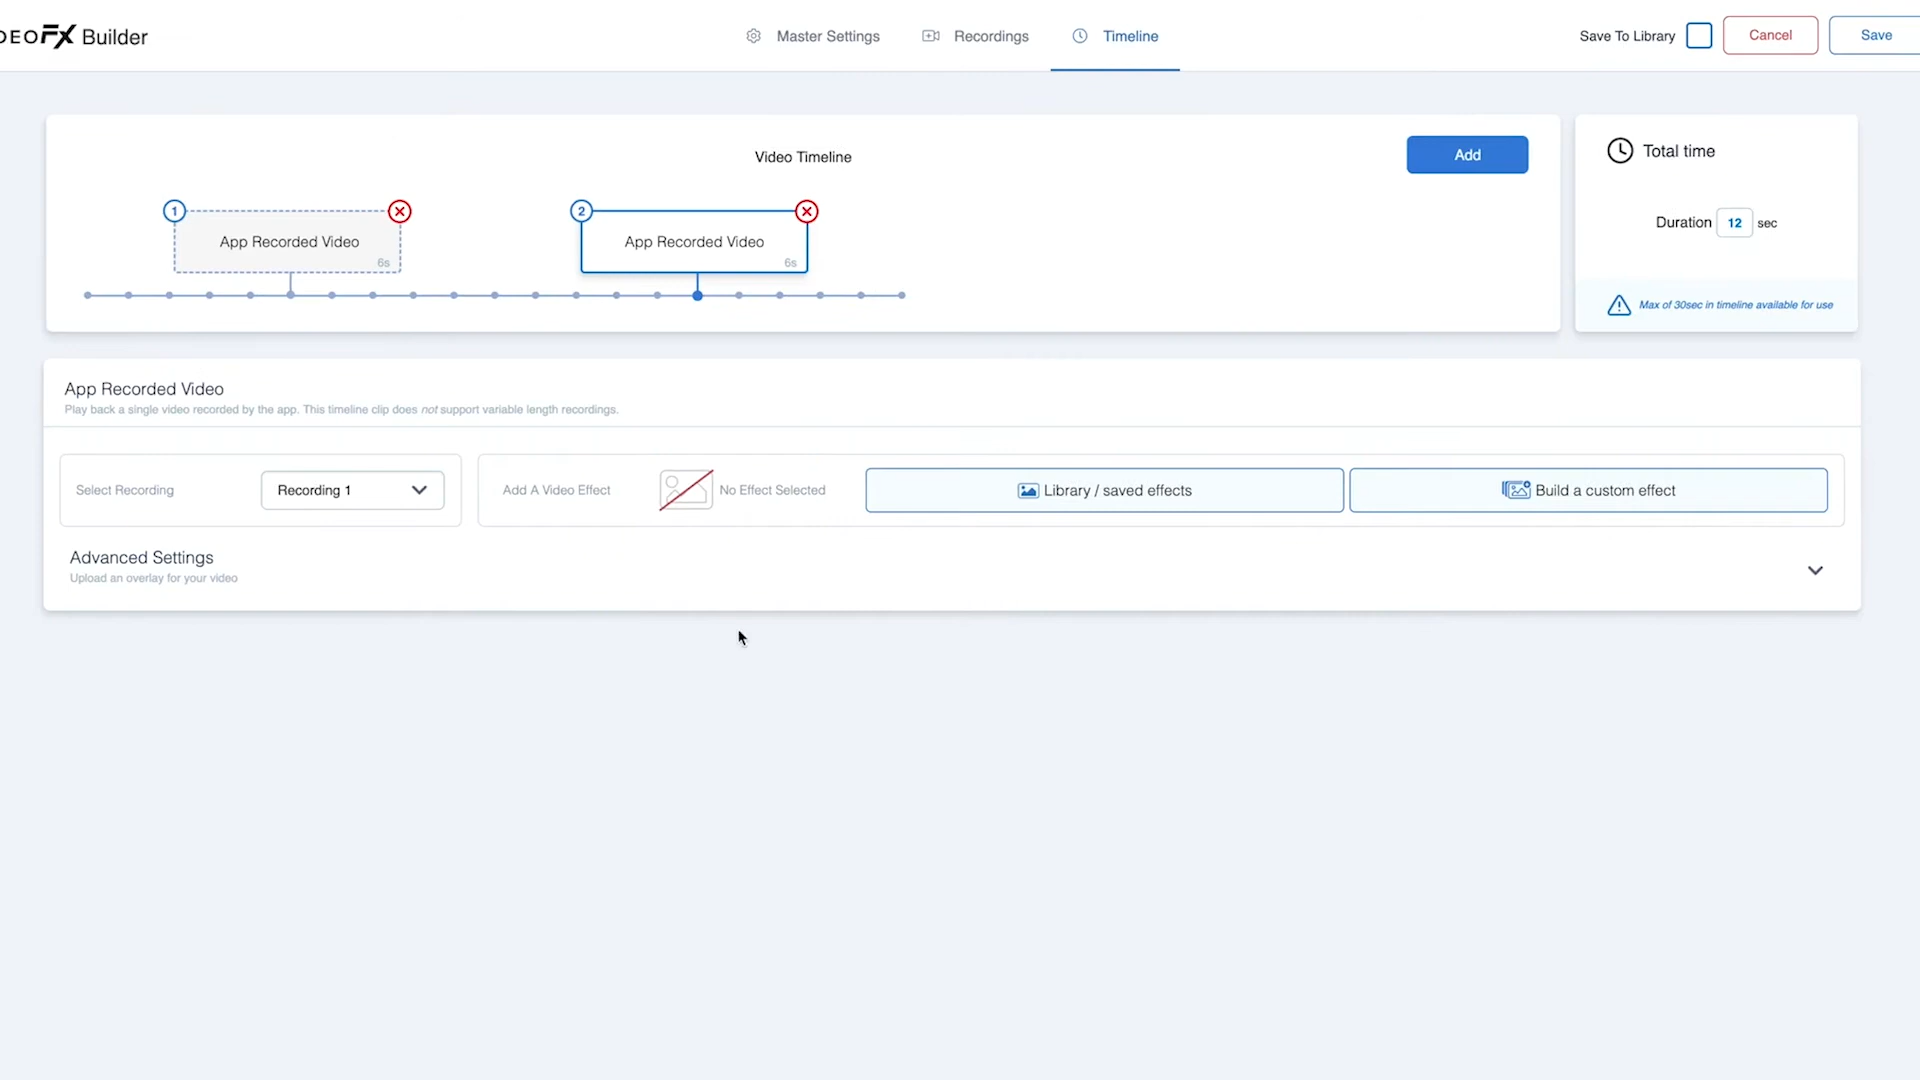 DEOFX Builder
Master Settings
Recordings
Timeline
Save To Library
Cancel
Save
Video Timeline
Add
1
App Recorded Video
6s
2
App Recorded Video
6s
Total time
Duration 12 sec
Max of 30sec in timeline available for use
App Recorded Video
Play back a single video recorded by the app. This timeline clip does not support variable length recordings.
Select Recording
Recording 1
Add A Video Effect
No Effect Selected
Library / saved effects
Build a custom effect
Advanced Settings
Upload an overlay for your video